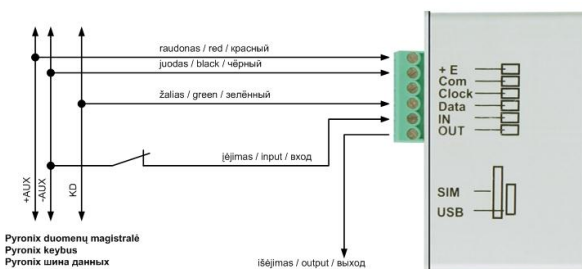 raudonas / red / красный
juodas / black / чёрный
žalias / green / зелённый
įėjimas / input / вход
+AUX
-AUX
KD
Pyronix duomenų magistralė
Pyronix keybus
Pyronix шина данных
išėjimas / output / выход
+ E
Com
Clock
Data
IN
OUT
SIM
USB